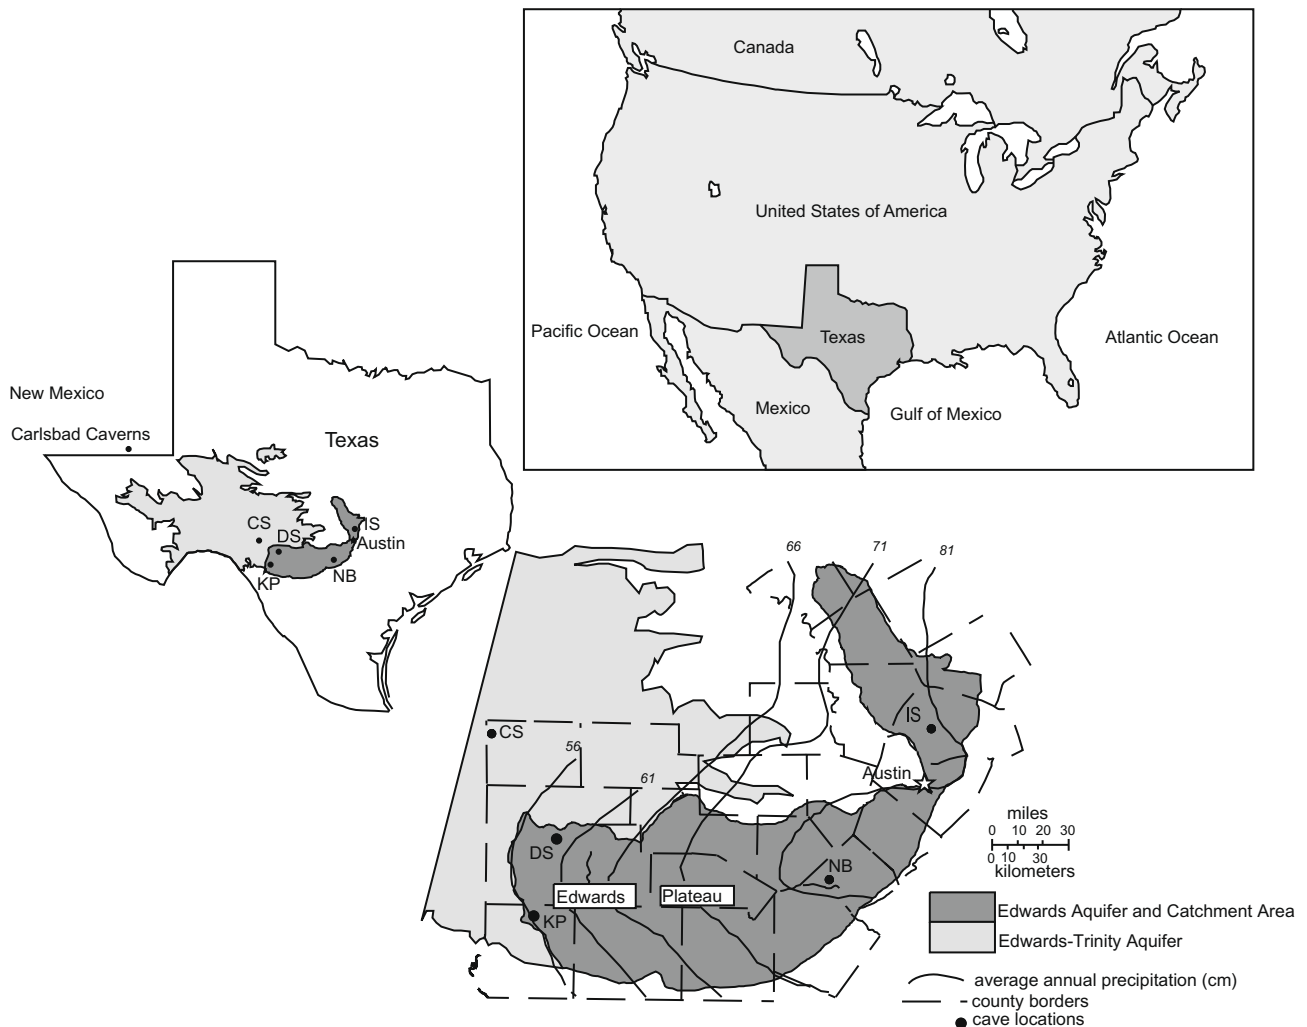 Canada
United States of America
Pacific Ocean
Texas
Atlantic Ocean
Mexico
Gulf of Mexico
New Mexico
Carlsbad Caverns
Texas
CS
DS
IS
Austin
KP
NB
66
71
81
CS
56
61
IS
Austin
DS
NB
Edwards
Plateau
KP
miles
0 10 20 30
0 10 30
kilometers
Edwards Aquifer and Catchment Area
Edwards-Trinity Aquifer
average annual precipitation (cm)
county borders
cave locations